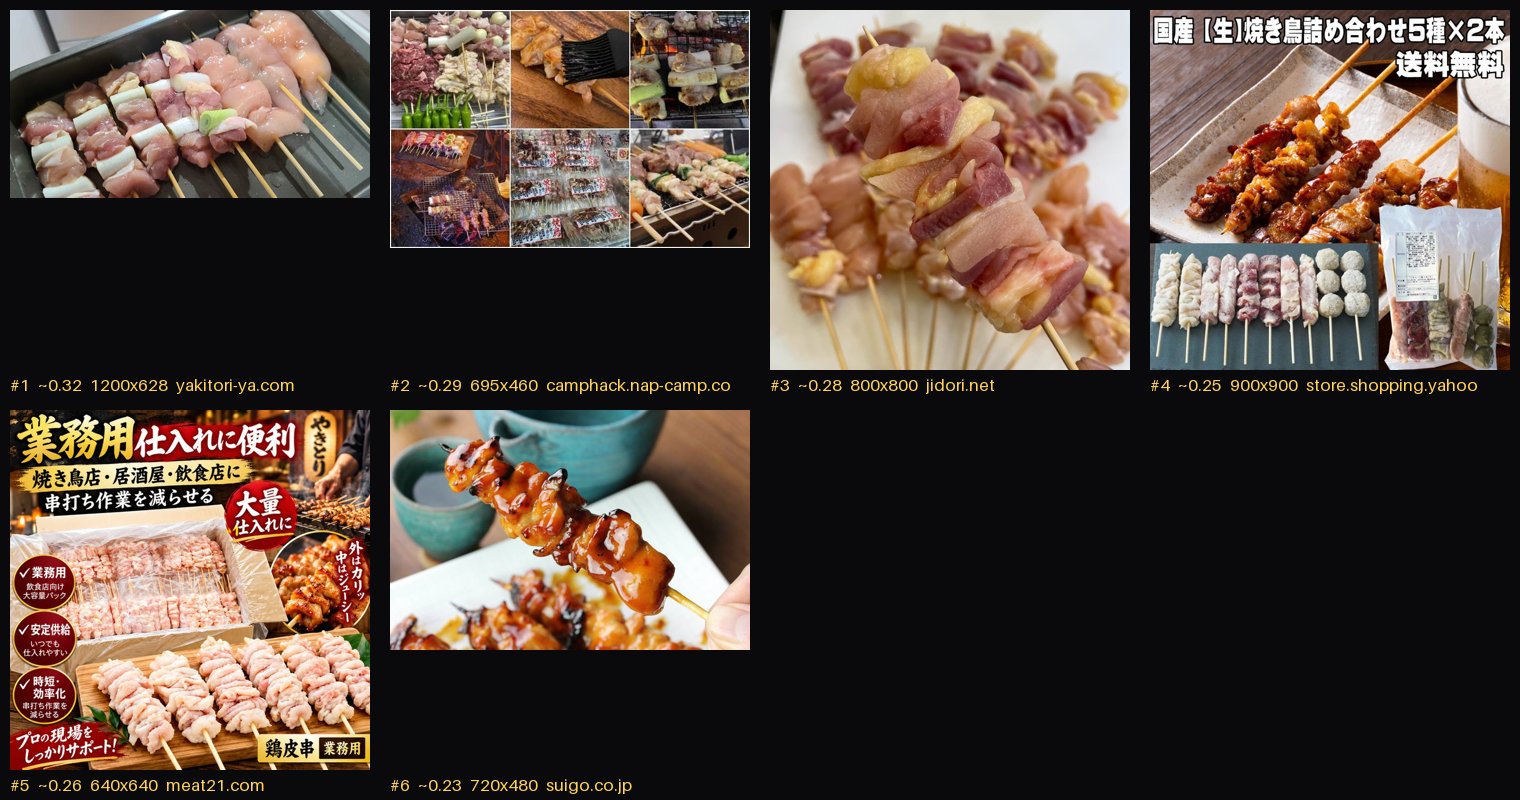 国産【生】焼き鳥詰め合わせ5種×2本
送料無料
#1 ~0.32 1200x628 yakitori-ya.com
#2 ~0.29 695x460 camphack.nap-camp.co
#3 ~0.28 800x800 jidori.net
#4 ~0.25 900x900 store.shopping.yahoo
業務用仕入れに便利
やきとり
焼き鳥店・居酒屋・飲食店に
串打ち作業を減らせる
大量
仕入れに
外はカリッ
中はジューシー
✓業務用
飲食店向け
大容量パック
✓安定供給
いつでも
仕入れやすい
✓時短・
効率化
串打ち作業を
減らせる
プロの現場を
しっかりサポート!
鶏皮串 業務用
#5 ~0.26 640x640 meat21.com
#6 ~0.23 720x480 suigo.co.jp